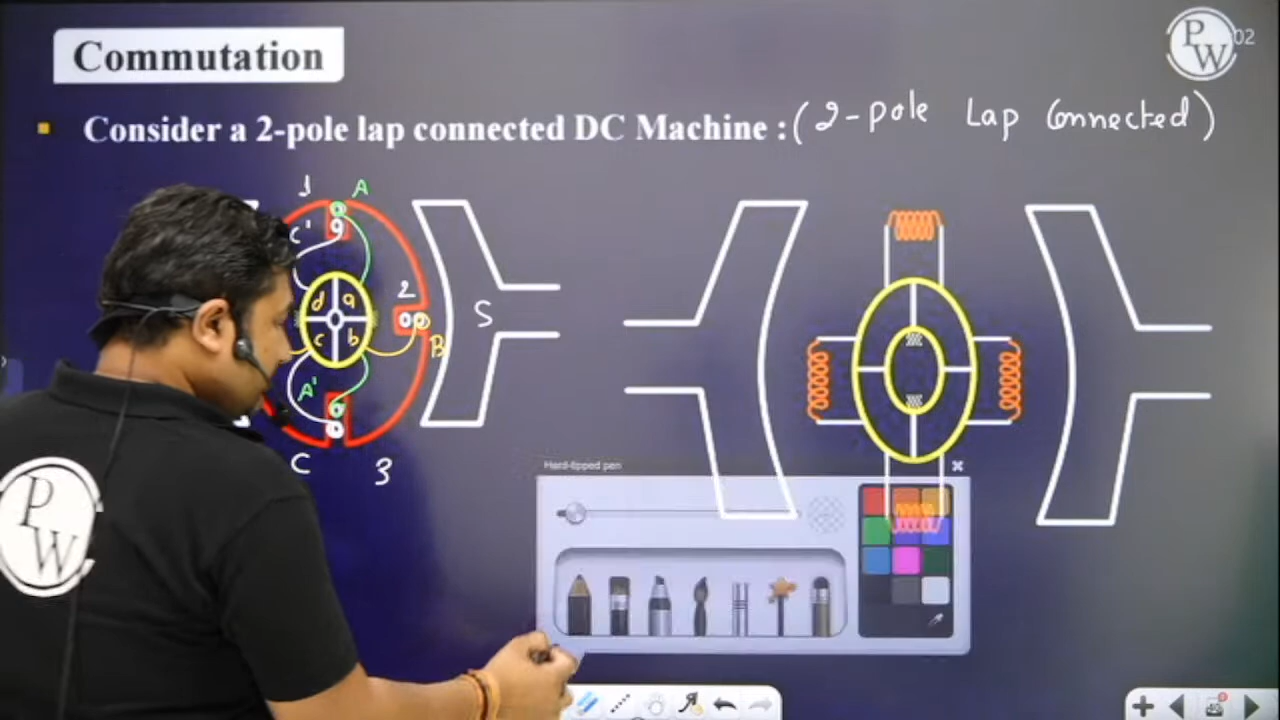 Commutation
PW
02
Consider a 2-pole lap connected DC Machine : (2-pole Lap Connected)
1 A
C'
2
d a
S
c b
B
A'
C 3
Hard-tipped pen
PW